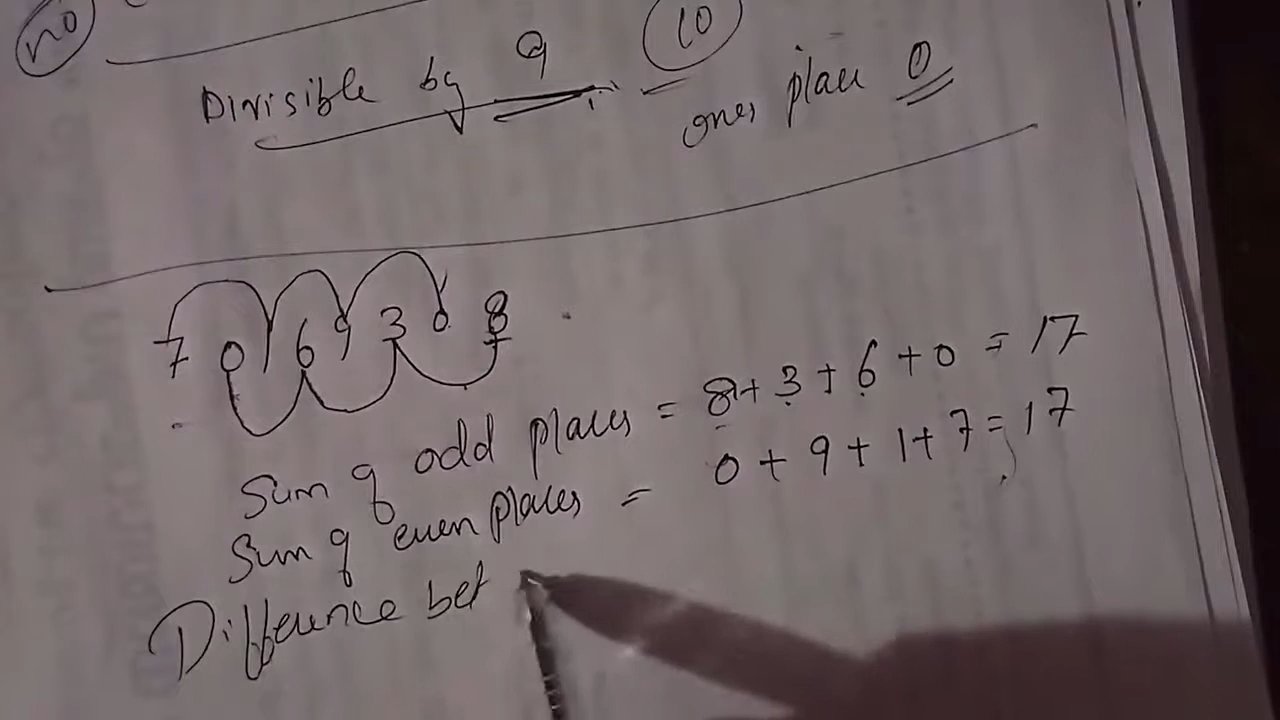 no
10
Divisible by 9
ones place 0
7 0 1 6 9 3 0 8
Sum of odd places = 8 + 3 + 6 + 0 = 17
Sum of even places = 0 + 9 + 1 + 7 = 17
Difference bet